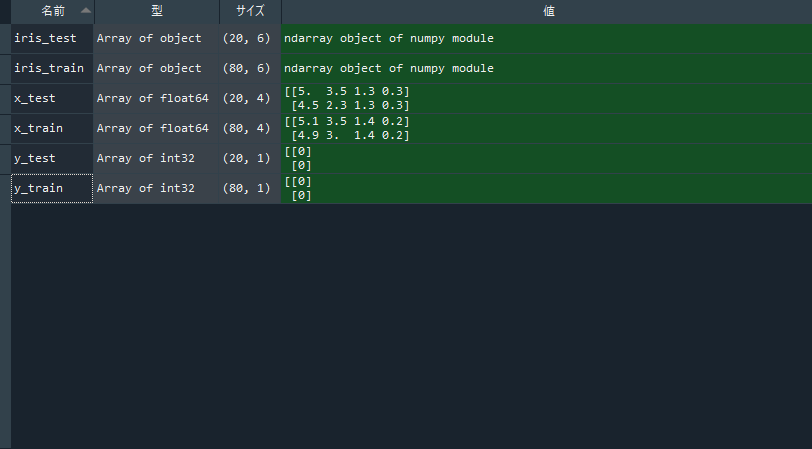 名前 型 サイズ 値
iris_test Array of object (20, 6) ndarray object of numpy module
iris_train Array of object (80, 6) ndarray object of numpy module
x_test Array of float64 (20, 4) [[5.  3.5 1.3 0.3]
[4.5 2.3 1.3 0.3]
x_train Array of float64 (80, 4) [[5.1 3.5 1.4 0.2]
[4.9 3.  1.4 0.2]
y_test Array of int32 (20, 1) [[0]
[0]
y_train Array of int32 (80, 1) [[0]
[0]